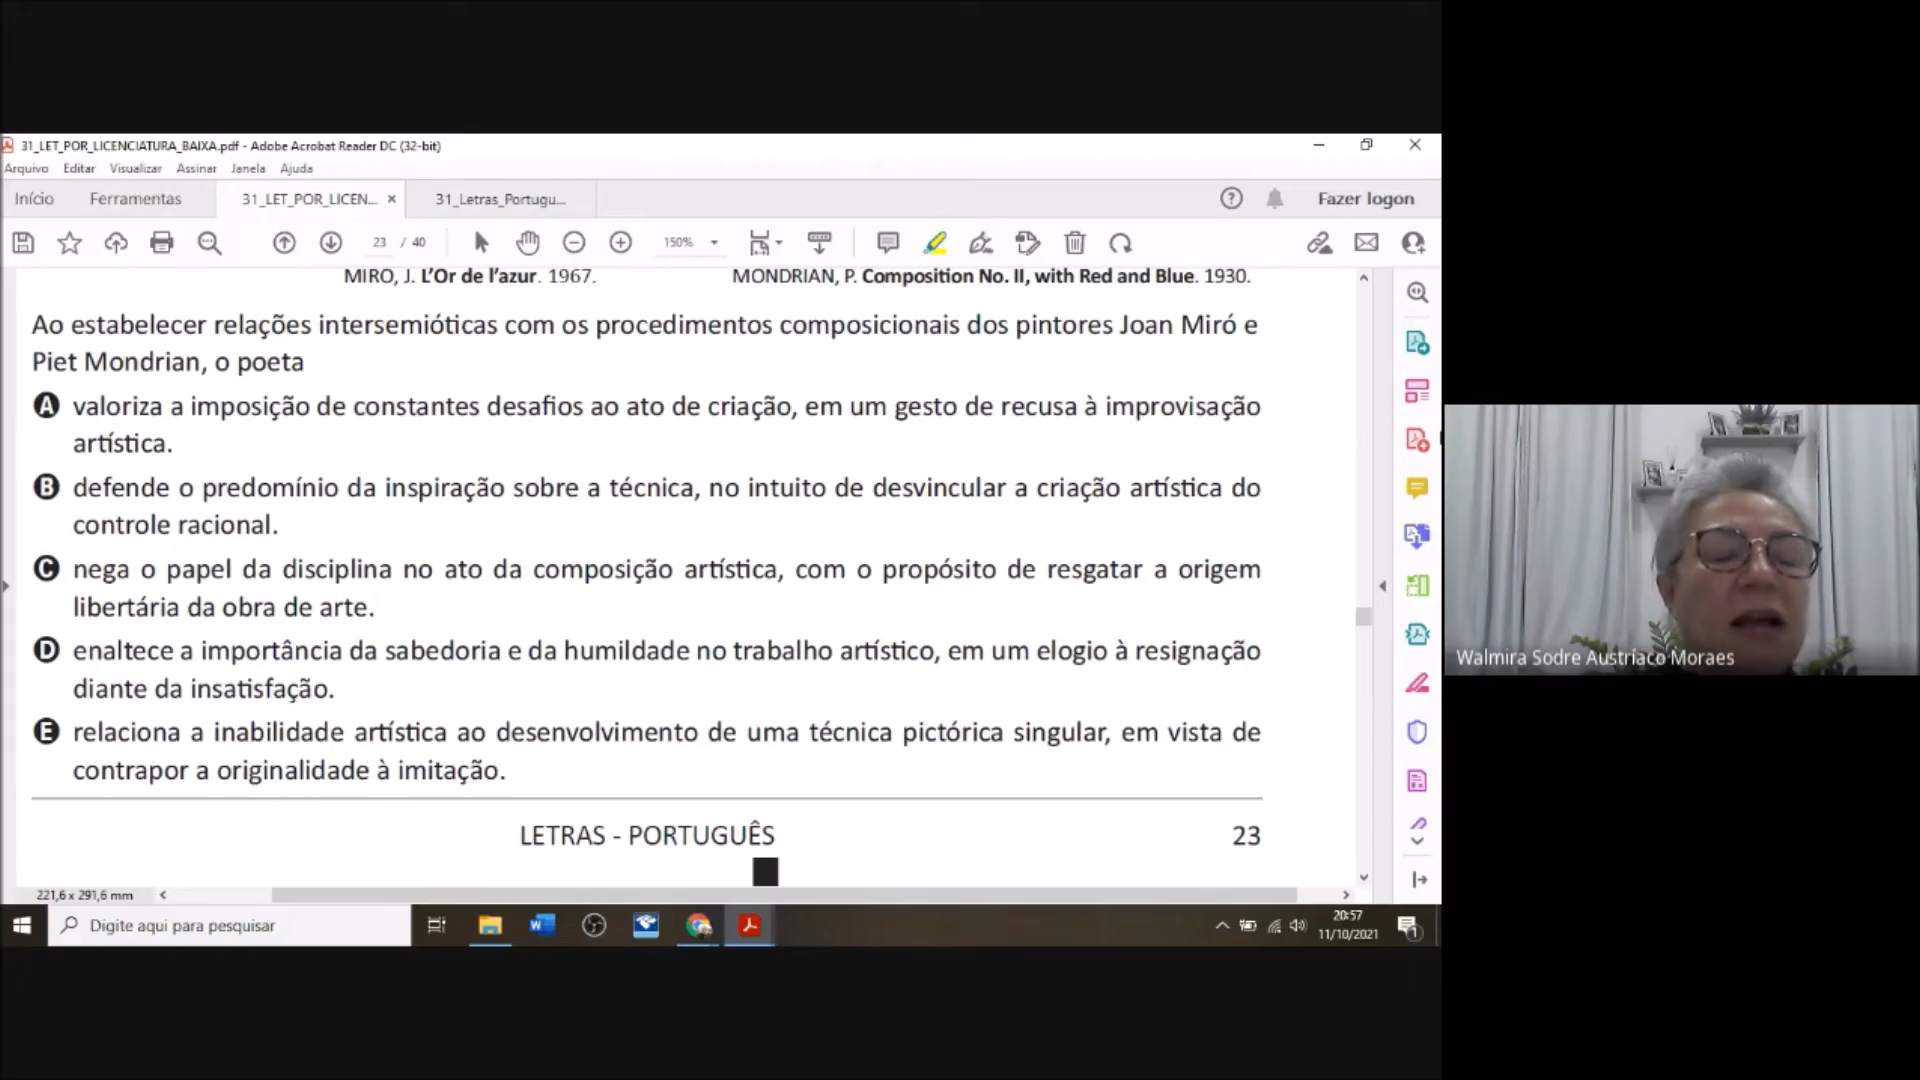 31_LET_POR_LICENCIATURA_BAIXA.pdf - Adobe Acrobat Reader DC (32-bit)
Arquivo Editar Visualizar Assinar Janela Ajuda
Início Ferramentas 31_LET_POR_LICEN... 31_Letras_Portugu... Fazer logon
23 / 40 150%
MIRO, J. L'Or de l'azur. 1967. MONDRIAN, P. Composition No. II, with Red and Blue. 1930.
Ao estabelecer relações intersemióticas com os procedimentos composicionais dos pintores Joan Miró e
Piet Mondrian, o poeta
A valoriza a imposição de constantes desafios ao ato de criação, em um gesto de recusa à improvisação
artística.
B defende o predomínio da inspiração sobre a técnica, no intuito de desvincular a criação artística do
controle racional.
C nega o papel da disciplina no ato da composição artística, com o propósito de resgatar a origem
libertária da obra de arte.
D enaltece a importância da sabedoria e da humildade no trabalho artístico, em um elogio à resignação
diante da insatisfação.
E relaciona a inabilidade artística ao desenvolvimento de uma técnica pictórica singular, em vista de
contrapor a originalidade à imitação.
LETRAS - PORTUGUÊS 23
221,6 x 291,6 mm
Digite aqui para pesquisar
20:57
11/10/2021
1
Walmira Sodre Austríaco Moraes